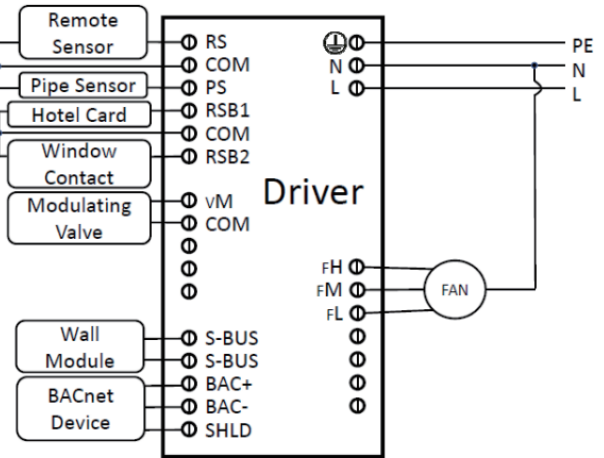 Remote
Sensor
RS
COM
Pipe Sensor
PS
Hotel Card
RSB1
COM
Window
Contact
RSB2
Modulating
Valve
vM
COM
Wall
Module
S-BUS
S-BUS
BACnet
Device
BAC+
BAC-
SHLD
Driver
PE
N
N
L
L
FH
FM
FL
FAN